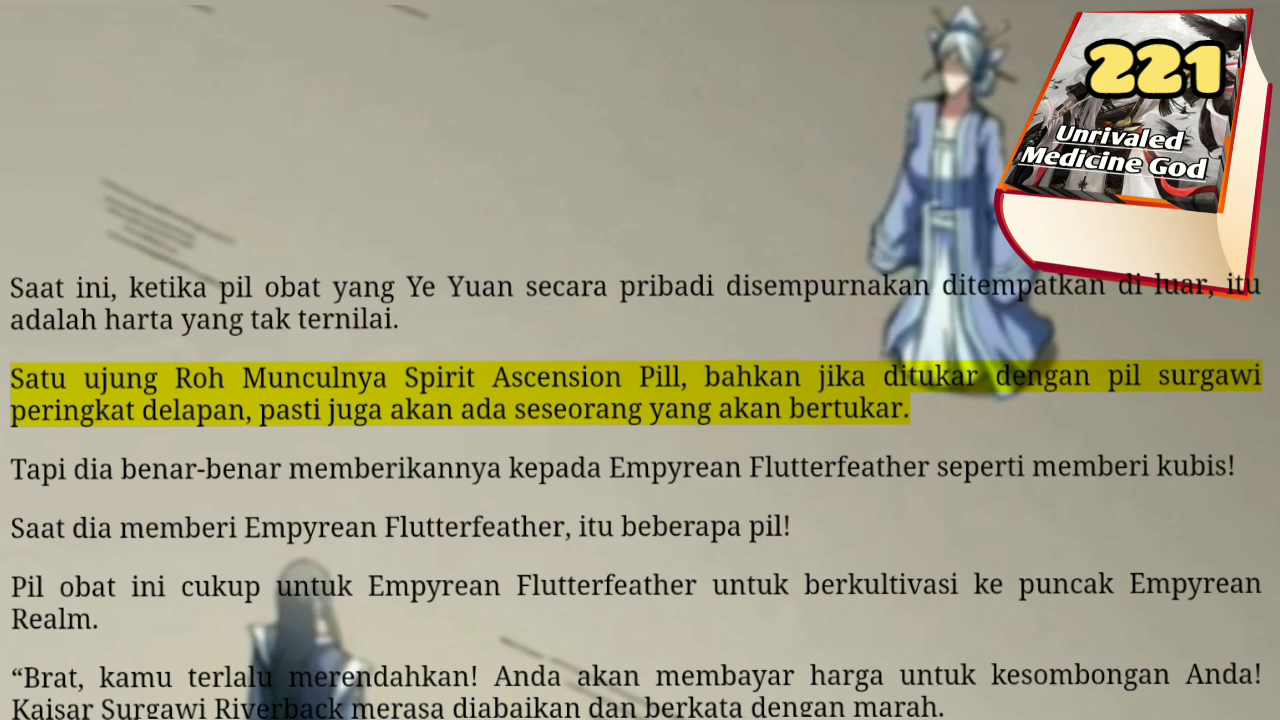 221
Unrivaled
Medicine God
Saat ini, ketika pil obat yang Ye Yuan secara pribadi disempurnakan ditempatkan di luar, itu
adalah harta yang tak ternilai.
Satu ujung Roh Munculnya Spirit Ascension Pill, bahkan jika ditukar dengan pil surgawi
peringkat delapan, pasti juga akan ada seseorang yang akan bertukar.
Tapi dia benar-benar memberikannya kepada Empyrean Flutterfeather seperti memberi kubis!
Saat dia memberi Empyrean Flutterfeather, itu beberapa pil!
Pil obat ini cukup untuk Empyrean Flutterfeather untuk berkultivasi ke puncak Empyrean
Realm.
“Brat, kamu terlalu merendahkan! Anda akan membayar harga untuk kesombongan Anda!
Kaisar Surgawi Riverback merasa diabaikan dan berkata dengan marah.